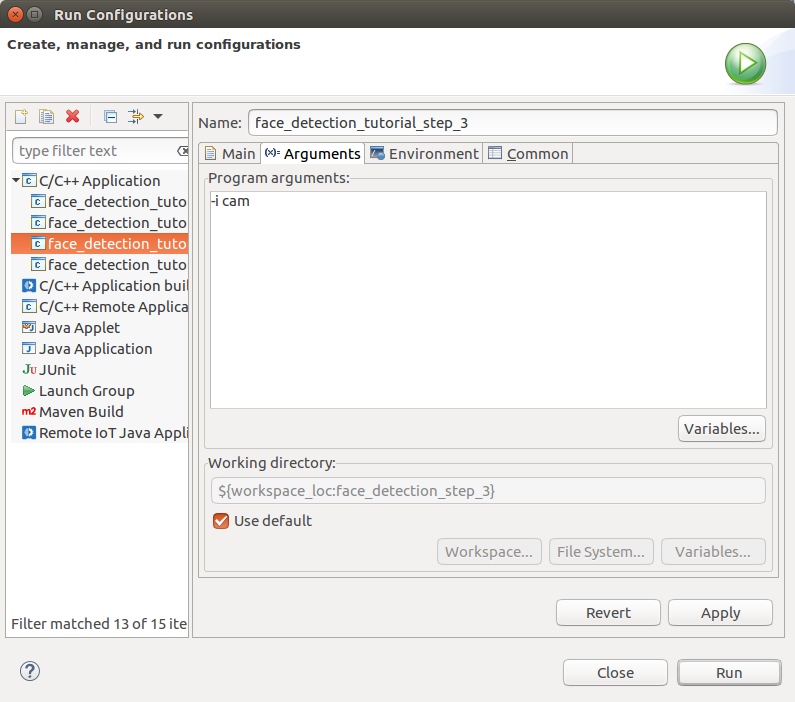 Run Configurations
Create, manage, and run configurations
Name: face_detection_tutorial_step_3
type filter text
Main (x)= Arguments Environment Common
C/C++ Application
face_detection_tuto
face_detection_tuto
face_detection_tuto
face_detection_tuto
C/C++ Application buil
C/C++ Remote Applica
Java Applet
Java Application
Ju JUnit
Launch Group
m2 Maven Build
Remote IoT Java Appli
Filter matched 13 of 15 ite
Program arguments:
-i cam
Variables...
Working directory:
${workspace_loc:face_detection_step_3}
Use default
Workspace... File System... Variables...
Revert Apply
? Close Run